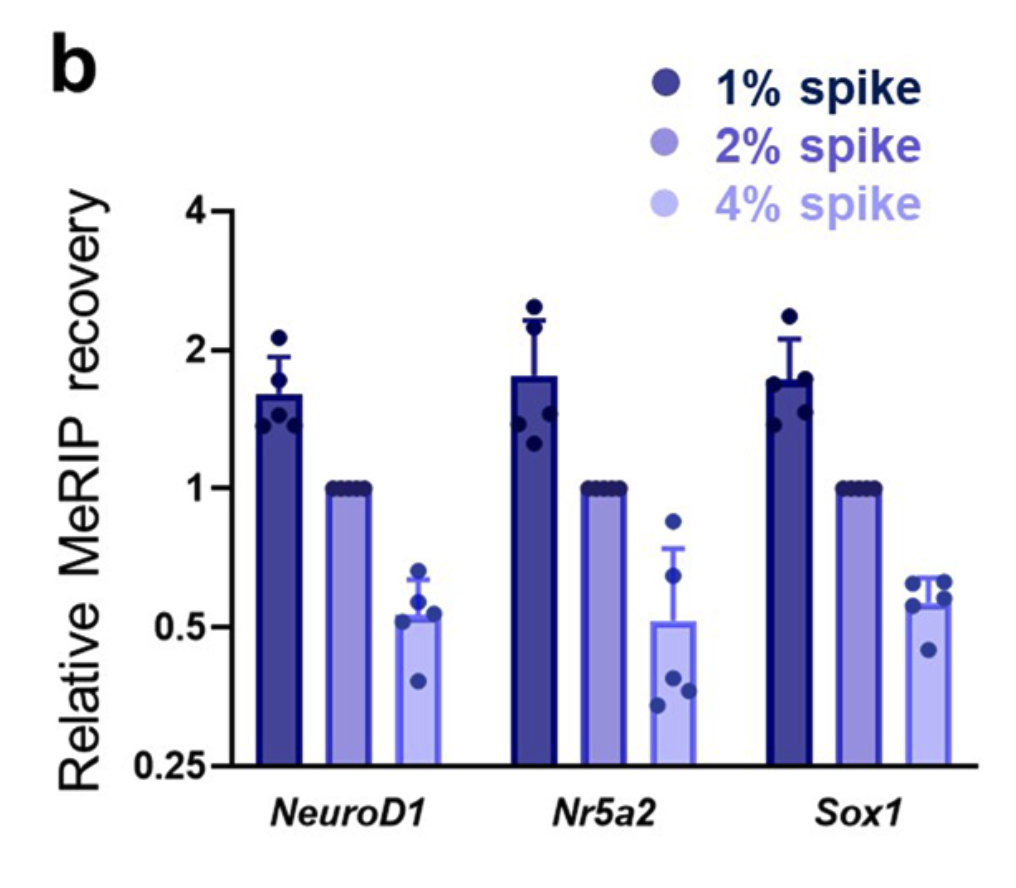 b
1% spike
2% spike
4% spike
Relative MeRIP recovery
4
2
1
0.5
0.25
NeuroD1
Nr5a2
Sox1